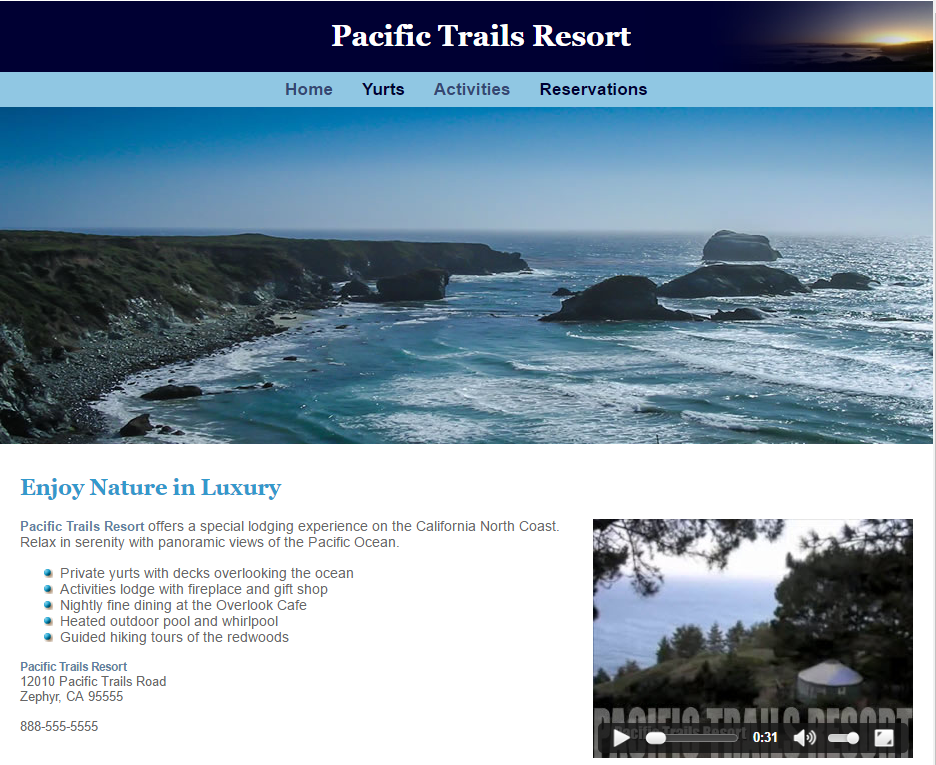 Pacific Trails Resort
Home Yurts Activities Reservations
Enjoy Nature in Luxury
Pacific Trails Resort offers a special lodging experience on the California North Coast.
Relax in serenity with panoramic views of the Pacific Ocean.
Private yurts with decks overlooking the ocean
Activities lodge with fireplace and gift shop
Nightly fine dining at the Overlook Cafe
Heated outdoor pool and whirlpool
Guided hiking tours of the redwoods
Pacific Trails Resort
12010 Pacific Trails Road
Zephyr, CA 95555
888-555-5555
PACIFIC TRAILS RESORT
Pacific Trails Resort
0:31